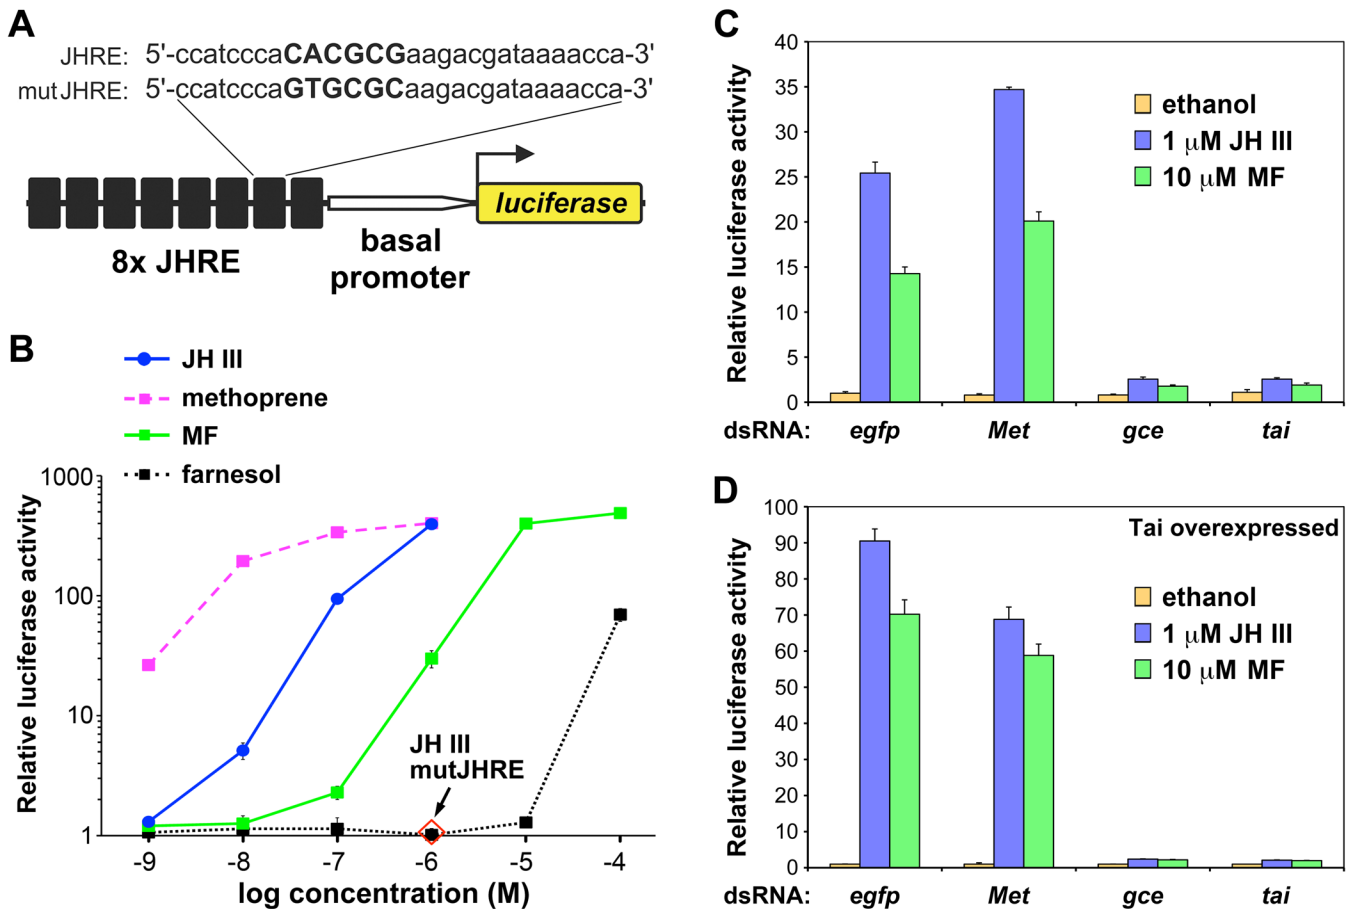 A
JHRE: 5'-ccatcccaCACGCGaagacgataaaacca-3'
mutJHRE: 5'-ccatcccaGTGCGCaagacgataaaacca-3'
luciferase
8x JHRE
basal
promoter
B
JH III
methoprene
MF
farnesol
Relative luciferase activity
1000
100
10
1
JH III
mutJHRE
-9 -8 -7 -6 -5 -4
log concentration (M)
C
Relative luciferase activity
40
35
30
25
20
15
10
5
0
ethanol
1 μM JH III
10 μM MF
dsRNA: egfp Met gce tai
D
Relative luciferase activity
100
90
80
70
60
50
40
30
20
10
0
Tai overexpressed
ethanol
1 μM JH III
10 μM MF
dsRNA: egfp Met gce tai